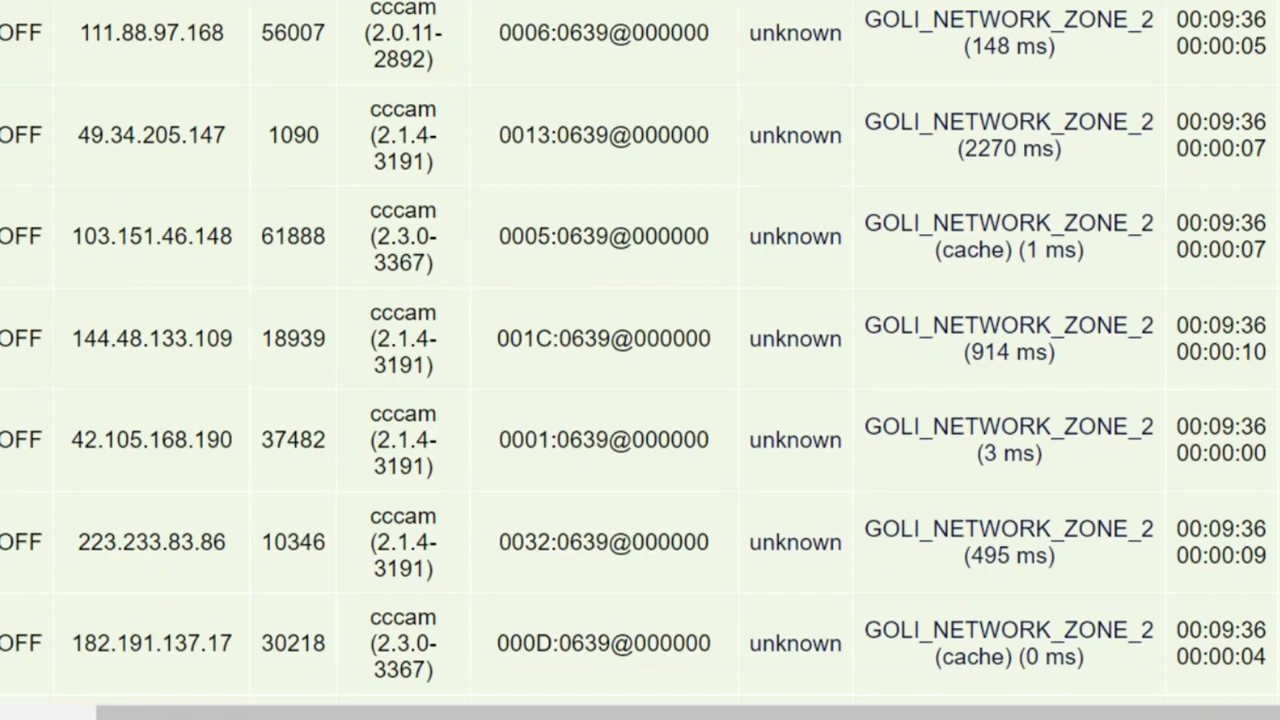 OFF 111.88.97.168 56007 cccam (2.0.11-2892) 0006:0639@000000 unknown GOLI_NETWORK_ZONE_2 (148 ms) 00:09:36 00:00:05
OFF 49.34.205.147 1090 cccam (2.1.4-3191) 0013:0639@000000 unknown GOLI_NETWORK_ZONE_2 (2270 ms) 00:09:36 00:00:07
OFF 103.151.46.148 61888 cccam (2.3.0-3367) 0005:0639@000000 unknown GOLI_NETWORK_ZONE_2 (cache) (1 ms) 00:09:36 00:00:07
OFF 144.48.133.109 18939 cccam (2.1.4-3191) 001C:0639@000000 unknown GOLI_NETWORK_ZONE_2 (914 ms) 00:09:36 00:00:10
OFF 42.105.168.190 37482 cccam (2.1.4-3191) 0001:0639@000000 unknown GOLI_NETWORK_ZONE_2 (3 ms) 00:09:36 00:00:00
OFF 223.233.83.86 10346 cccam (2.1.4-3191) 0032:0639@000000 unknown GOLI_NETWORK_ZONE_2 (495 ms) 00:09:36 00:00:09
OFF 182.191.137.17 30218 cccam (2.3.0-3367) 000D:0639@000000 unknown GOLI_NETWORK_ZONE_2 (cache) (0 ms) 00:09:36 00:00:04